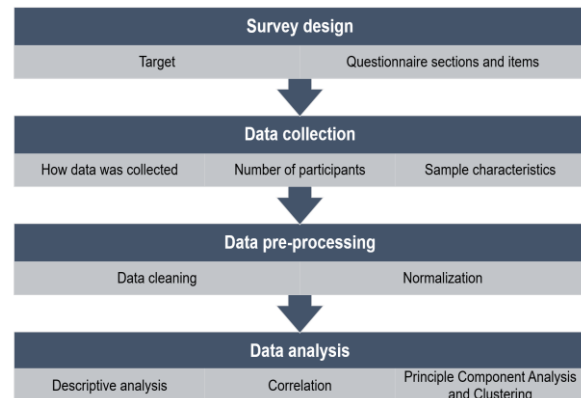 Survey design
Target
Questionnaire sections and items
Data collection
How data was collected
Number of participants
Sample characteristics
Data pre-processing
Data cleaning
Normalization
Data analysis
Descriptive analysis
Correlation
Principle Component Analysis
and Clustering